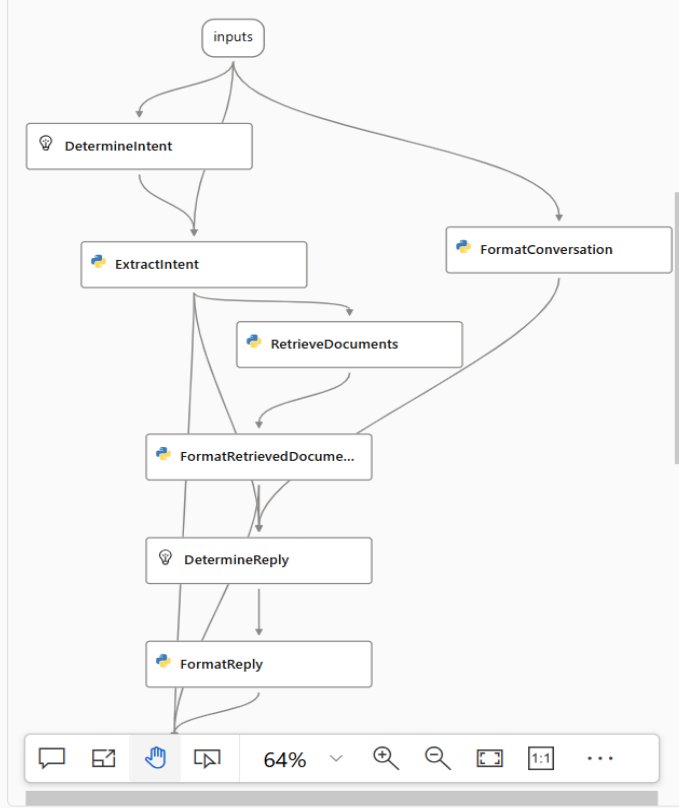 inputs
DetermineIntent
ExtractIntent
FormatConversation
RetrieveDocuments
FormatRetrievedDocume...
DetermineReply
FormatReply
64%
1:1